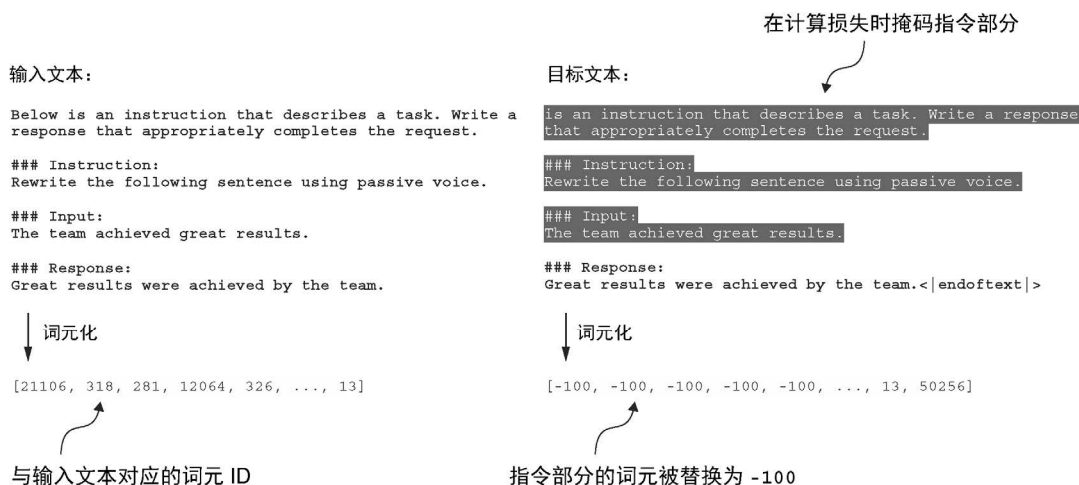 在计算损失时掩码指令部分
输入文本：
Below is an instruction that describes a task. Write a
response that appropriately completes the request.
### Instruction:
Rewrite the following sentence using passive voice.
### Input:
The team achieved great results.
### Response:
Great results were achieved by the team.
词元化
[21106, 318, 281, 12064, 326, ..., 13]
与输入文本对应的词元 ID
目标文本：
is an instruction that describes a task. Write a response
that appropriately completes the request.
### Instruction:
Rewrite the following sentence using passive voice.
### Input:
The team achieved great results.
### Response:
Great results were achieved by the team.<|endoftext|>
词元化
[-100, -100, -100, -100, -100, ..., 13, 50256]
指令部分的词元被替换为 -100